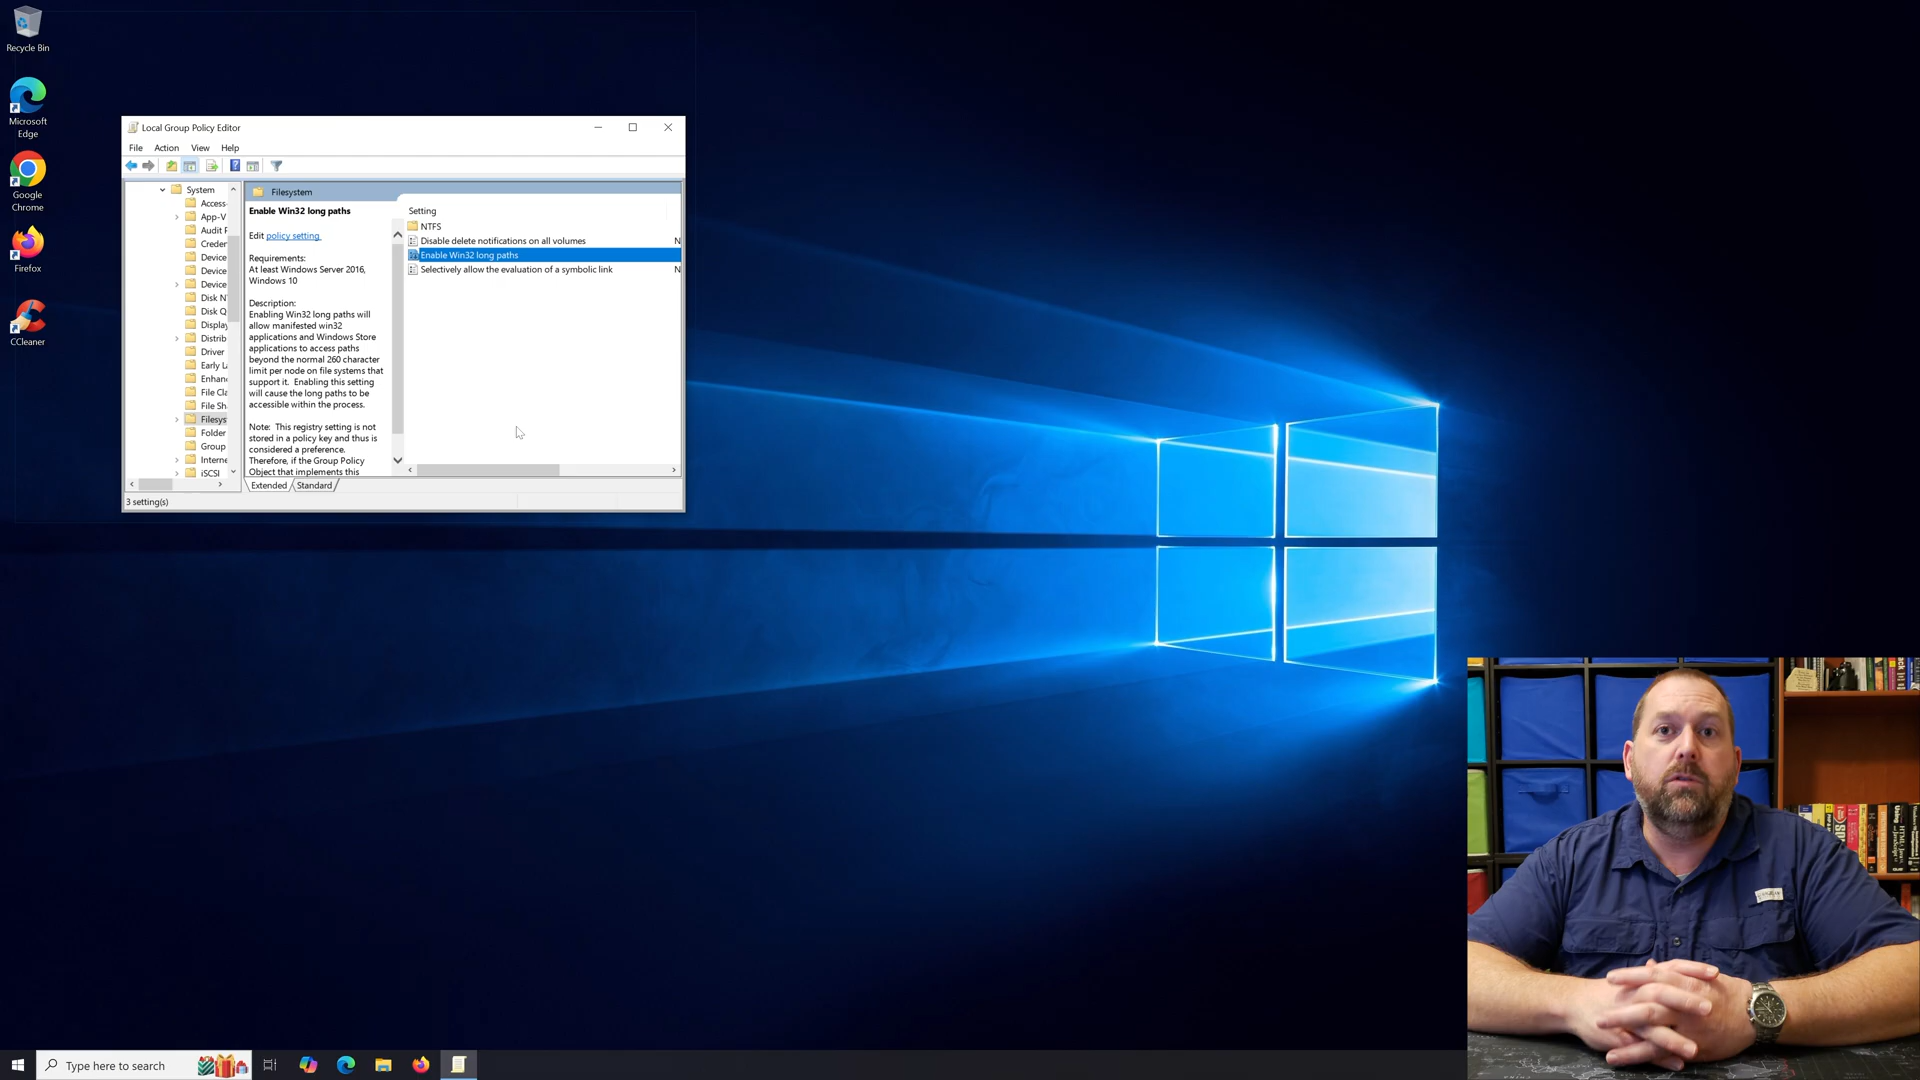 Recycle Bin
Microsoft
Edge
Google
Chrome
Firefox
CCleaner
Local Group Policy Editor
File Action View Help
System
Access-
App-V
Audit P
Creden
Device
Device
Device
Disk N
Disk Q
Display
Distrib
Driver
Early La
Enhanc
File Cla
File Sh
Filesys
Folder
Group
Interne
iSCSI
Filesystem
Enable Win32 long paths
Edit policy setting
Requirements:
At least Windows Server 2016,
Windows 10
Description:
Enabling Win32 long paths will
allow manifested win32
applications and Windows Store
applications to access paths
beyond the normal 260 character
limit per node on file systems that
support it. Enabling this setting
will cause the long paths to be
accessible within the process.
Note: This registry setting is not
stored in a policy key and thus is
considered a preference.
Therefore, if the Group Policy
Object that implements this
Setting
NTFS
Disable delete notifications on all volumes N
Enable Win32 long paths
Selectively allow the evaluation of a symbolic link N
Extended Standard
3 setting(s)
Type here to search